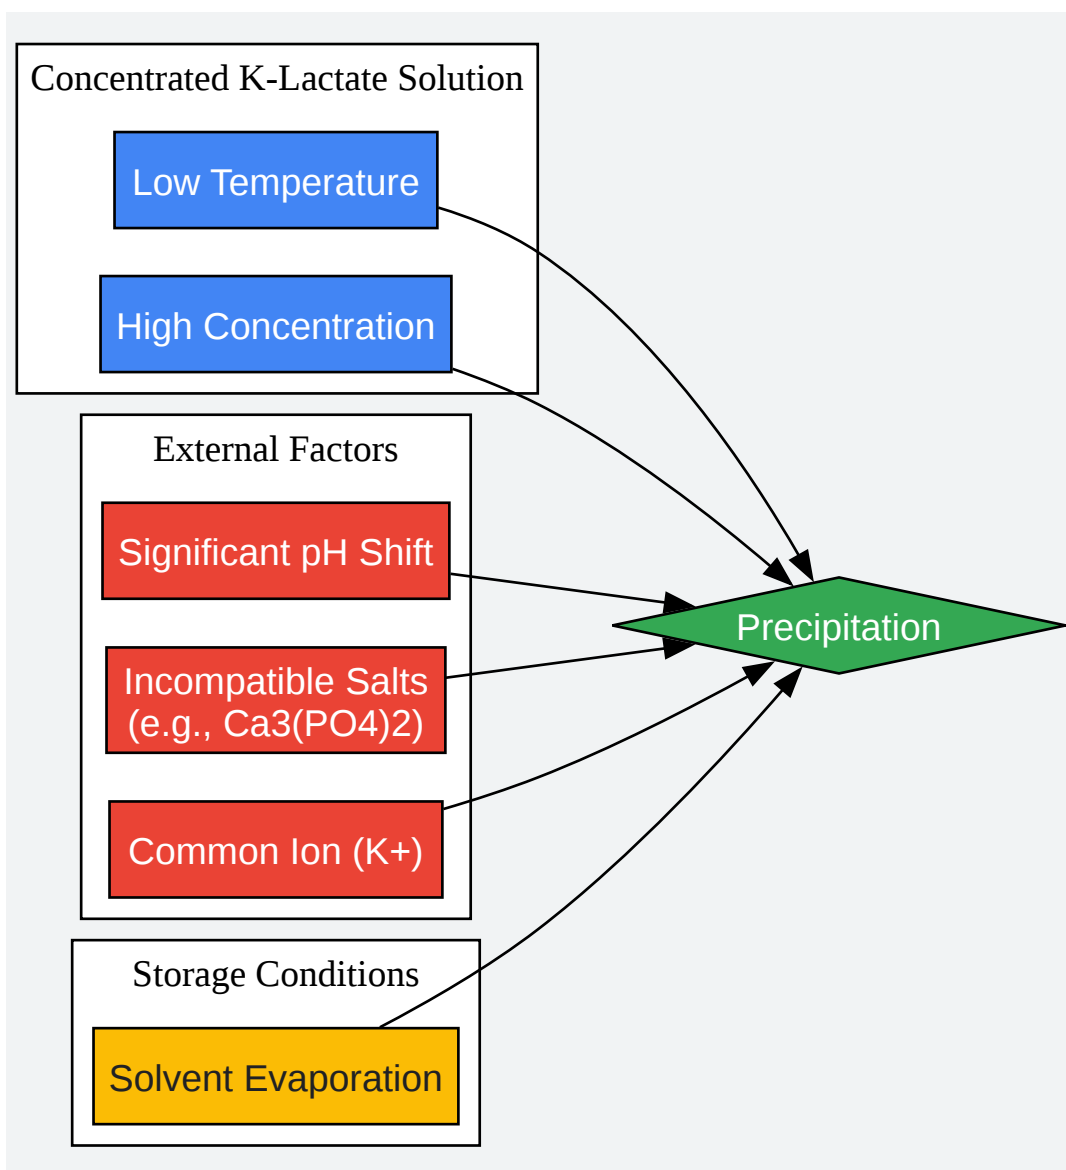 Concentrated K-Lactate Solution
Low Temperature
High Concentration
External Factors
Significant pH Shift
Incompatible Salts
(e.g., Ca3(PO4)2)
Common Ion (K+)
Storage Conditions
Solvent Evaporation
Precipitation